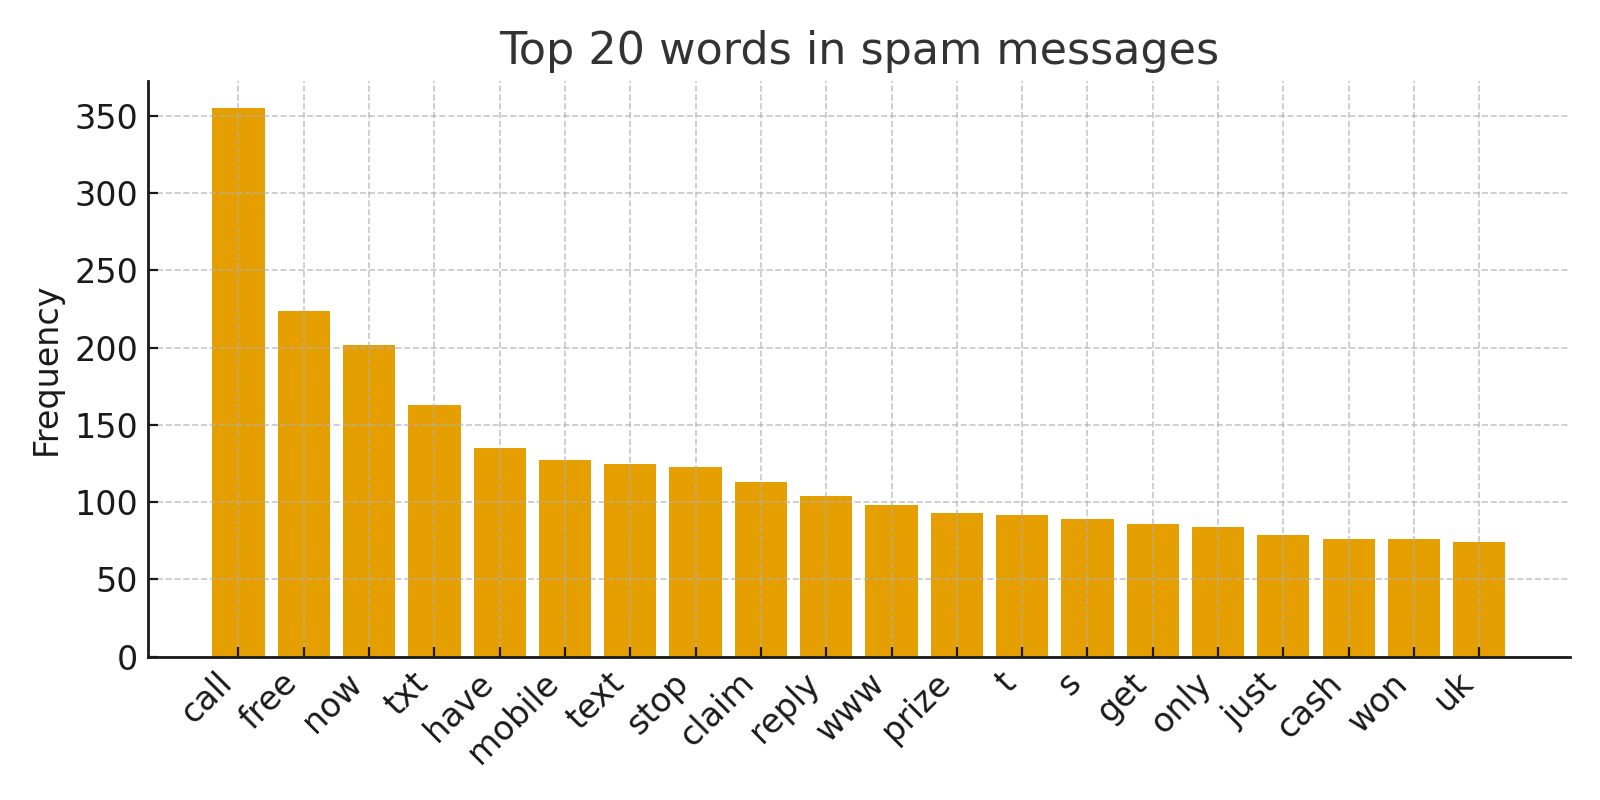 Top 20 words in spam messages
Frequency
350
300
250
200
150
100
50
0
call
free
now
txt
have
mobile
text
stop
claim
reply
www
prize
t
s
get
only
just
cash
won
uk